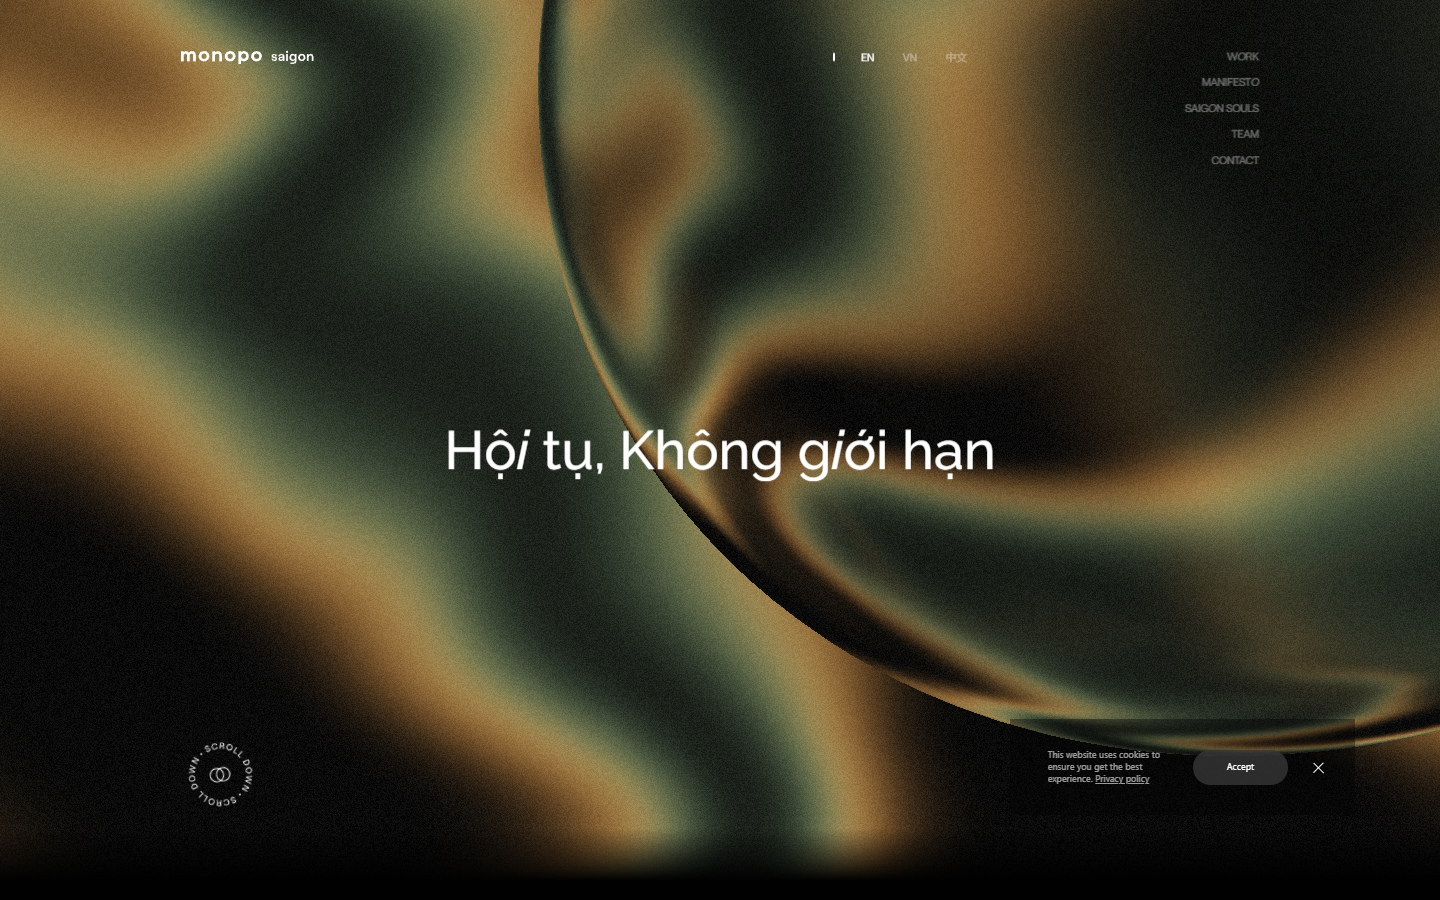 monopo saigon
EN VN 中文
WORK
MANIFESTO
SAIGON SOULS
TEAM
CONTACT
Hội tụ, Không giới hạn
SCROLL DOWN • SCROLL DOWN •
This website uses cookies to
ensure you get the best
experience. Privacy policy
Accept